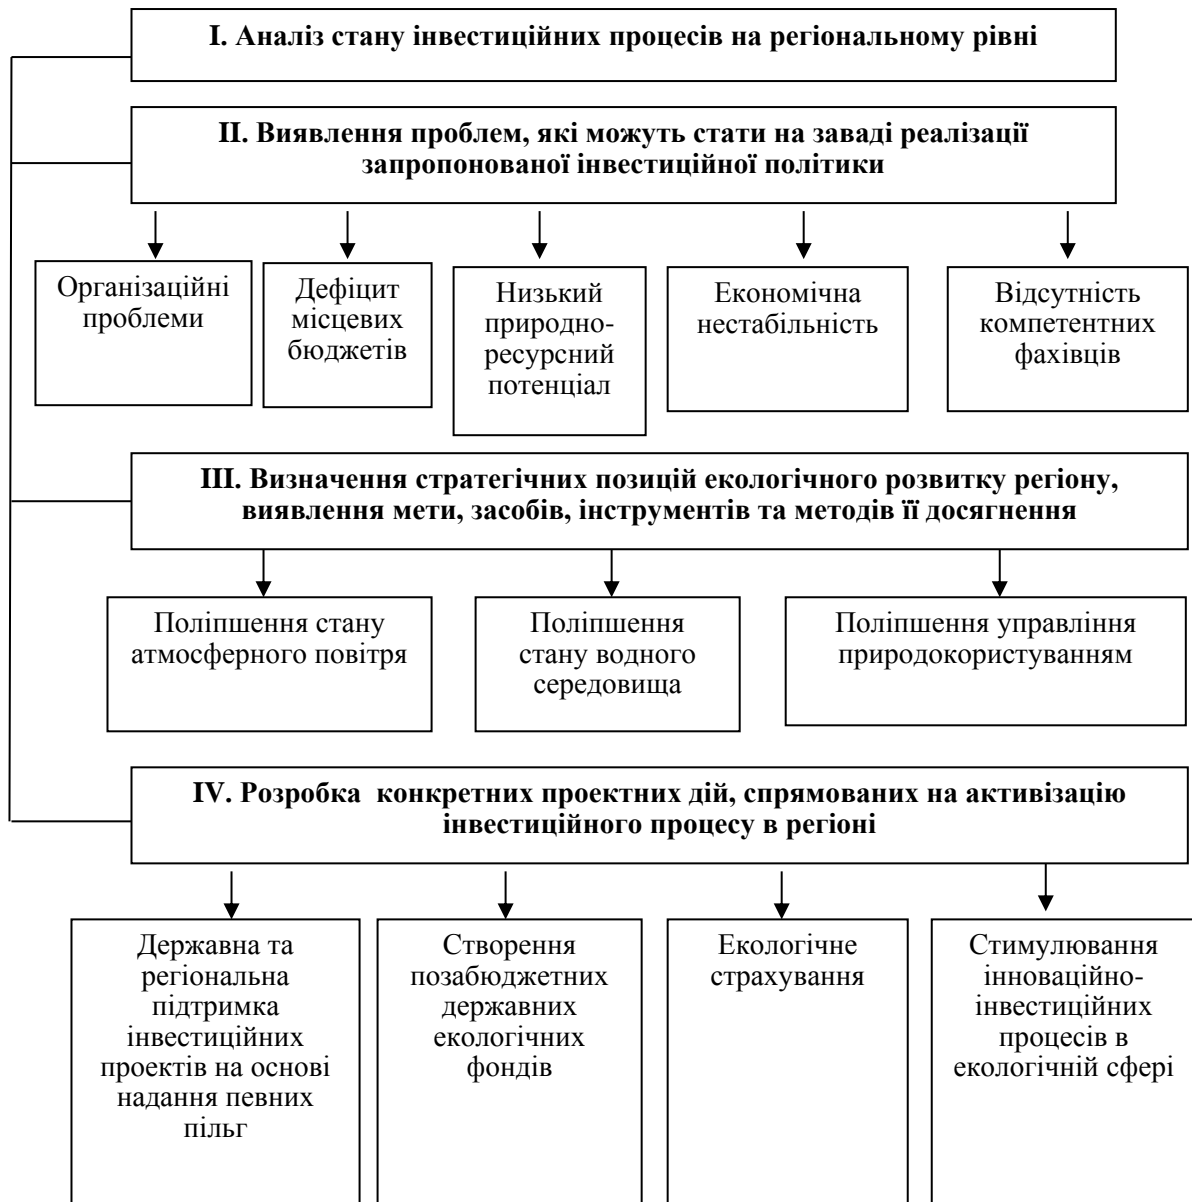 I. Аналіз стану інвестиційних процесів на регіональному рівні
II. Виявлення проблем, які можуть стати на заваді реалізації
запропонованої інвестиційної політики
Організаційні
проблеми
Дефіцит
місцевих
бюджетів
Низький
природно-
ресурсний
потенціал
Економічна
нестабільність
Відсутність
компетентних
фахівців
III. Визначення стратегічних позицій екологічного розвитку регіону,
виявлення мети, засобів, інструментів та методів її досягнення
Поліпшення стану
атмосферного повітря
Поліпшення
стану водного
середовища
Поліпшення управління
природокористуванням
IV. Розробка  конкретних проектних дій, спрямованих на активізацію
інвестиційного процесу в регіоні
Державна та
регіональна
підтримка
інвестиційних
проектів на основі
надання певних
пільг
Створення
позабюджетних
державних
екологічних
фондів
Екологічне
страхування
Стимулювання
інноваційно-
інвестиційних
процесів в
екологічній сфері